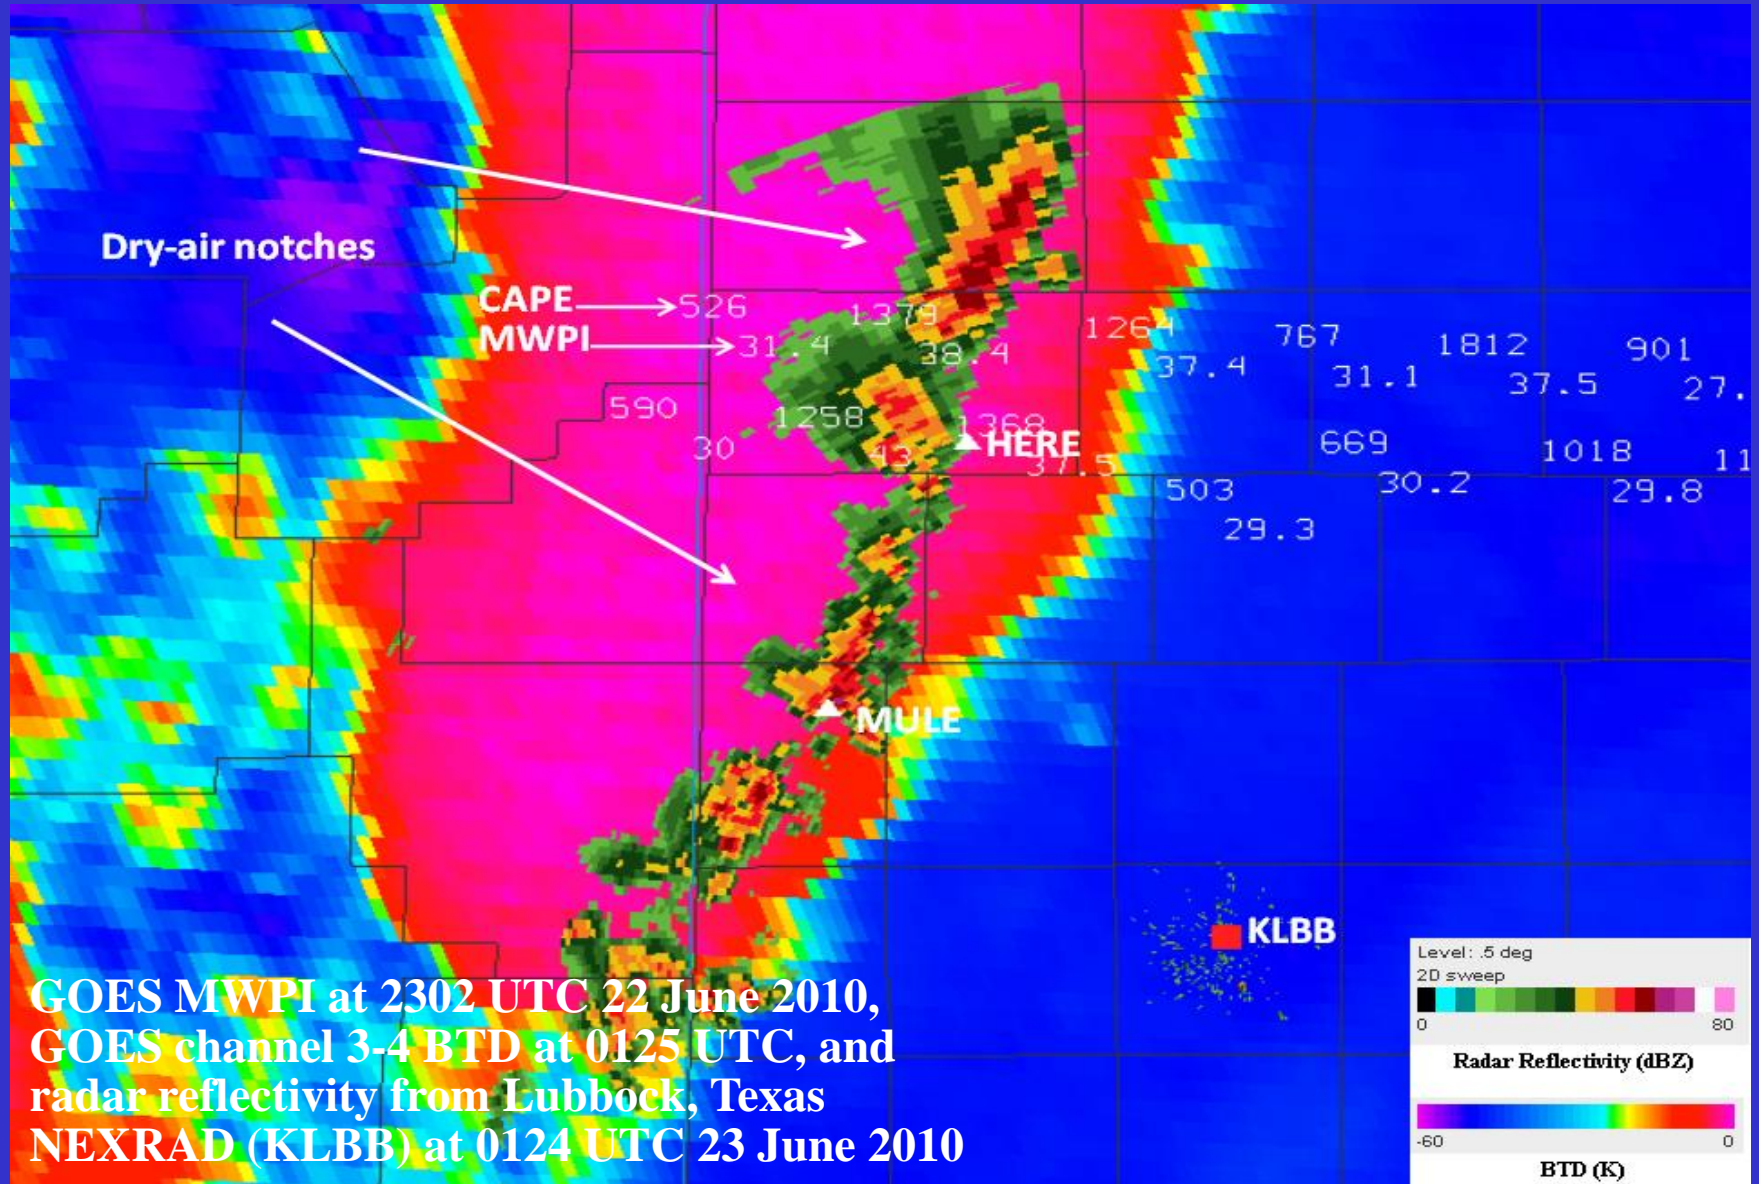 Dry-air notches
CAPE 526 1379 1264 767 1812 901
MWPI 31.4 38.4 37.4 31.1 37.5 27.
590 1258 1368 669 1018 11
30 43 HERE 37.5 30.2 29.8
503
29.3
MULE
KLBB
GOES MWPI at 2302 UTC 22 June 2010,
GOES channel 3-4 BTD at 0125 UTC, and
radar reflectivity from Lubbock, Texas
NEXRAD (KLBB) at 0124 UTC 23 June 2010
Level: .5 deg
2D sweep
0 80
Radar Reflectivity (dBZ)
-60 0
BTD (K)